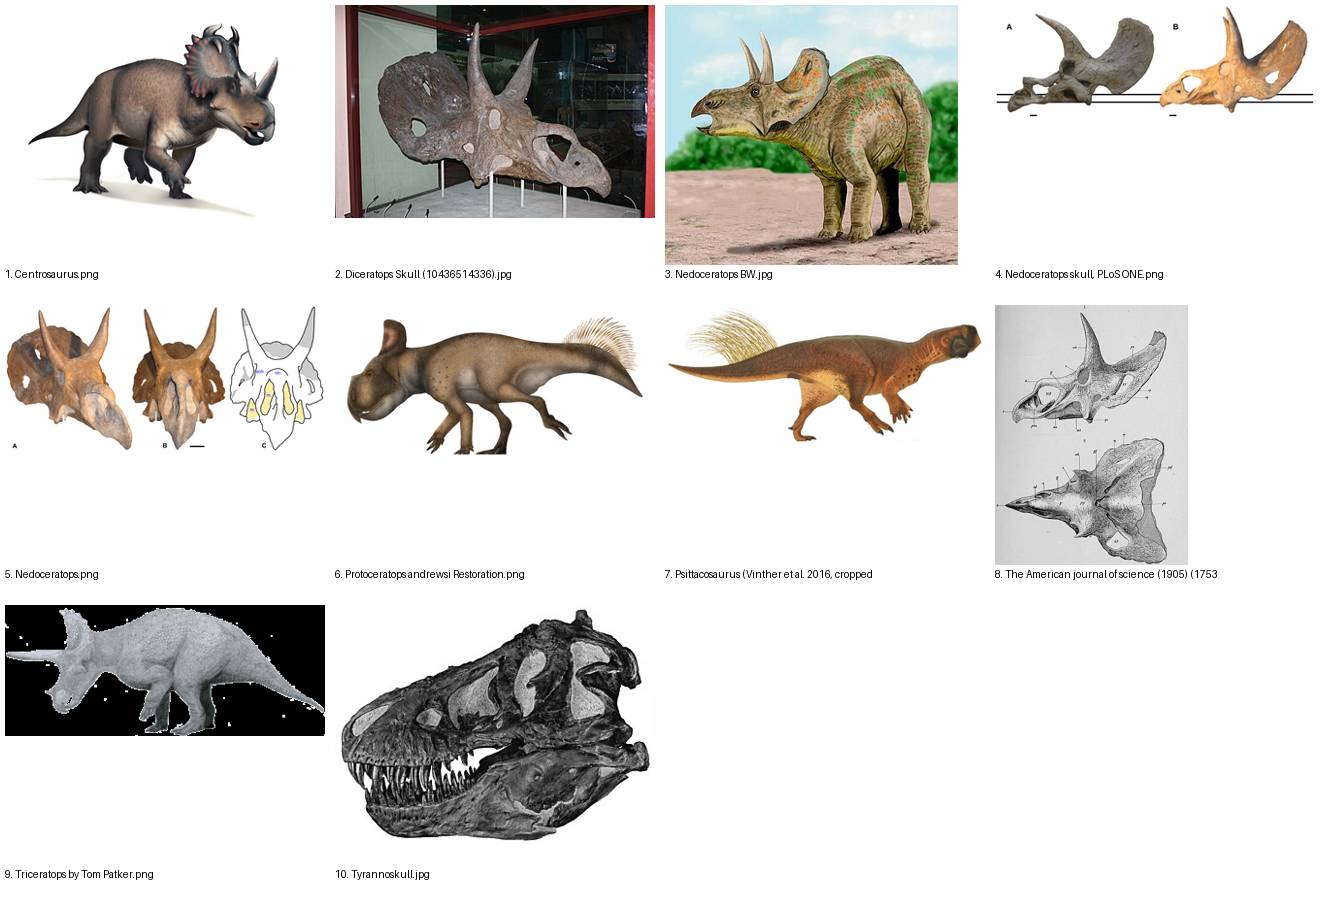 A
B
1. Centrosaurus.png
2. Diceratops Skull (10436514336).jpg
3. Nedoceratops BW.jpg
4. Nedoceratops skull, PLoS ONE.png
A
B
C
5. Nedoceratops.png
6. Protoceratops andrewsi Restoration.png
7. Psittacosaurus (Vinther et al. 2016, cropped
8. The American journal of science (1905) (1753
9. Triceratops by Tom Patker.png
10. Tyrannoskull.jpg